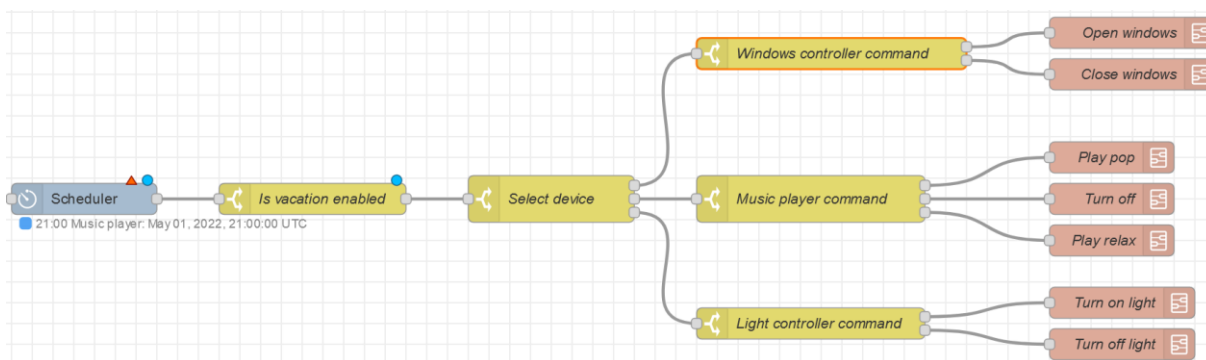 Open windows
Windows controller command
Close windows
Play pop
Scheduler
Is vacation enabled
Select device
Music player command
Turn off
21:00 Music player: May 01, 2022, 21:00:00 UTC
Play relax
Turn on light
Light controller command
Turn off light